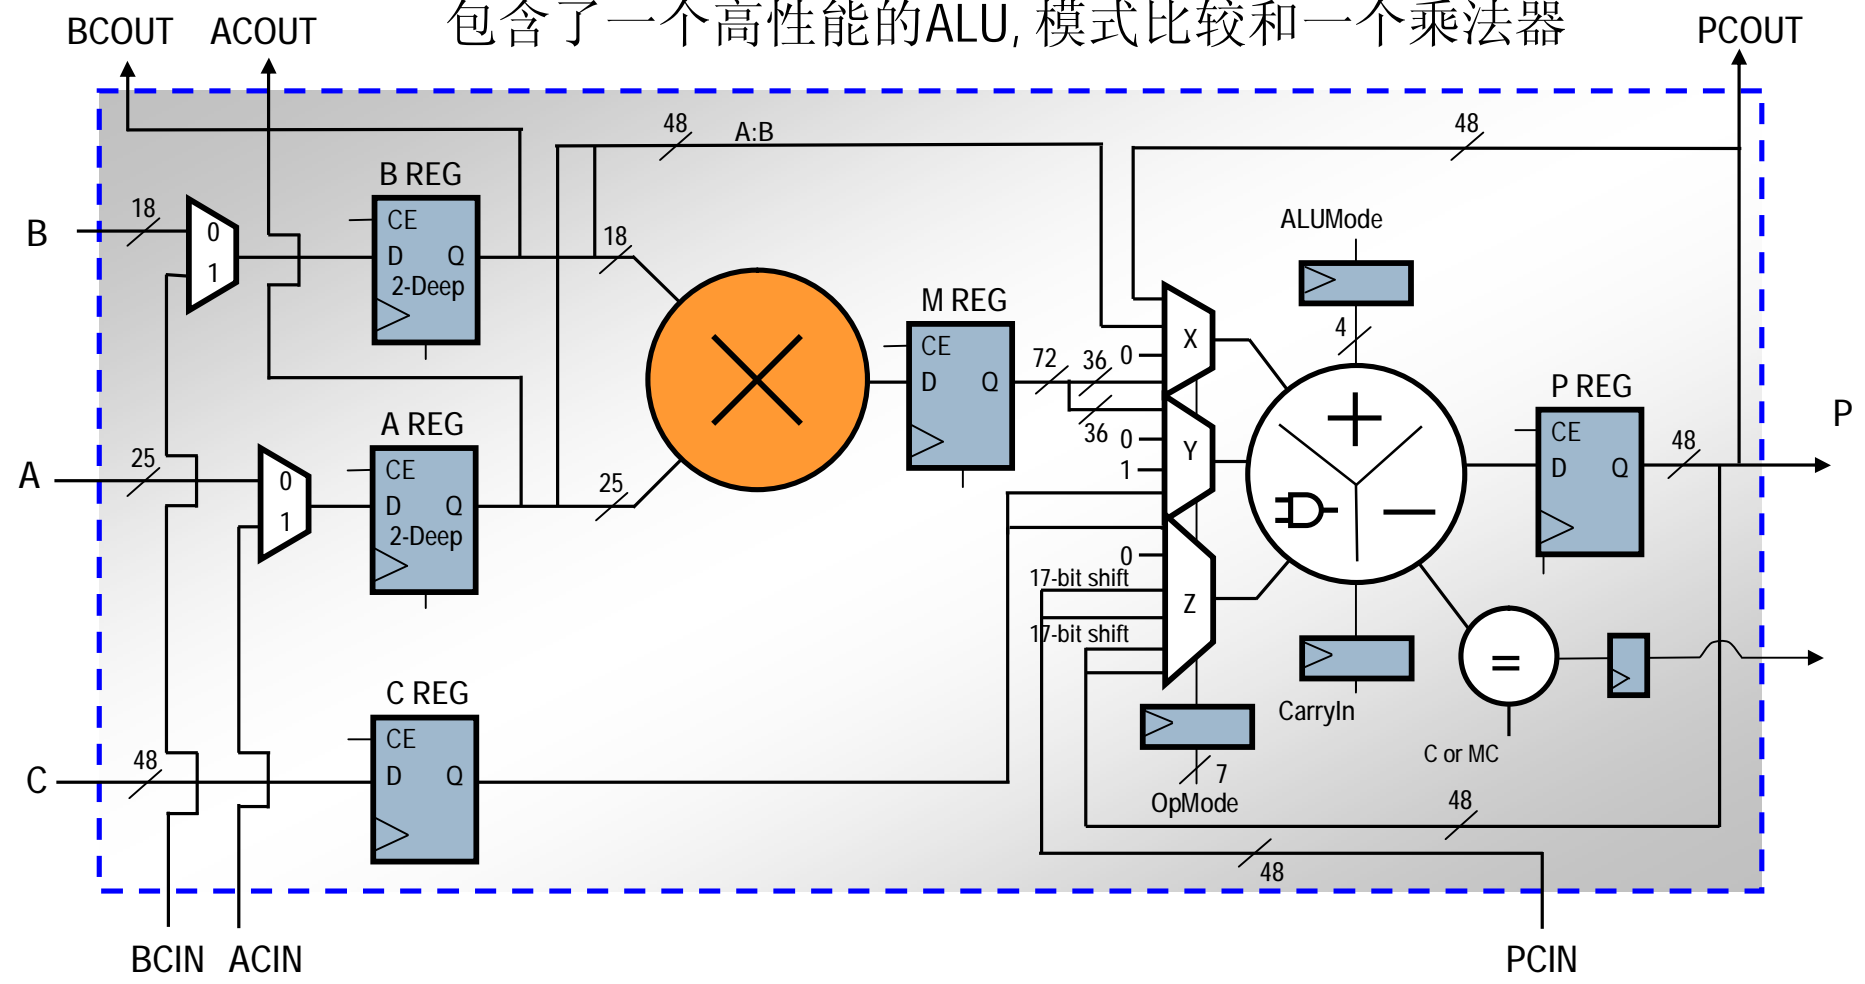 包含了一个高性能的ALU, 模式比较和一个乘法器
BCOUT ACOUT PCOUT
48 A:B 48
B REG
B 18 0 1
CE
D Q
2-Deep
18
ALUMode
4
M REG
CE
D Q
72 36 0
36 0
1
X
Y
Z
0
17-bit shift
17-bit shift
A REG
A 25 0 1
CE
D Q
2-Deep
25
P REG
CE
D Q
48
P
=
CarryIn
C or MC
7
OpMode
C REG
C 48
CE
D Q
48
48
BCIN ACIN PCIN